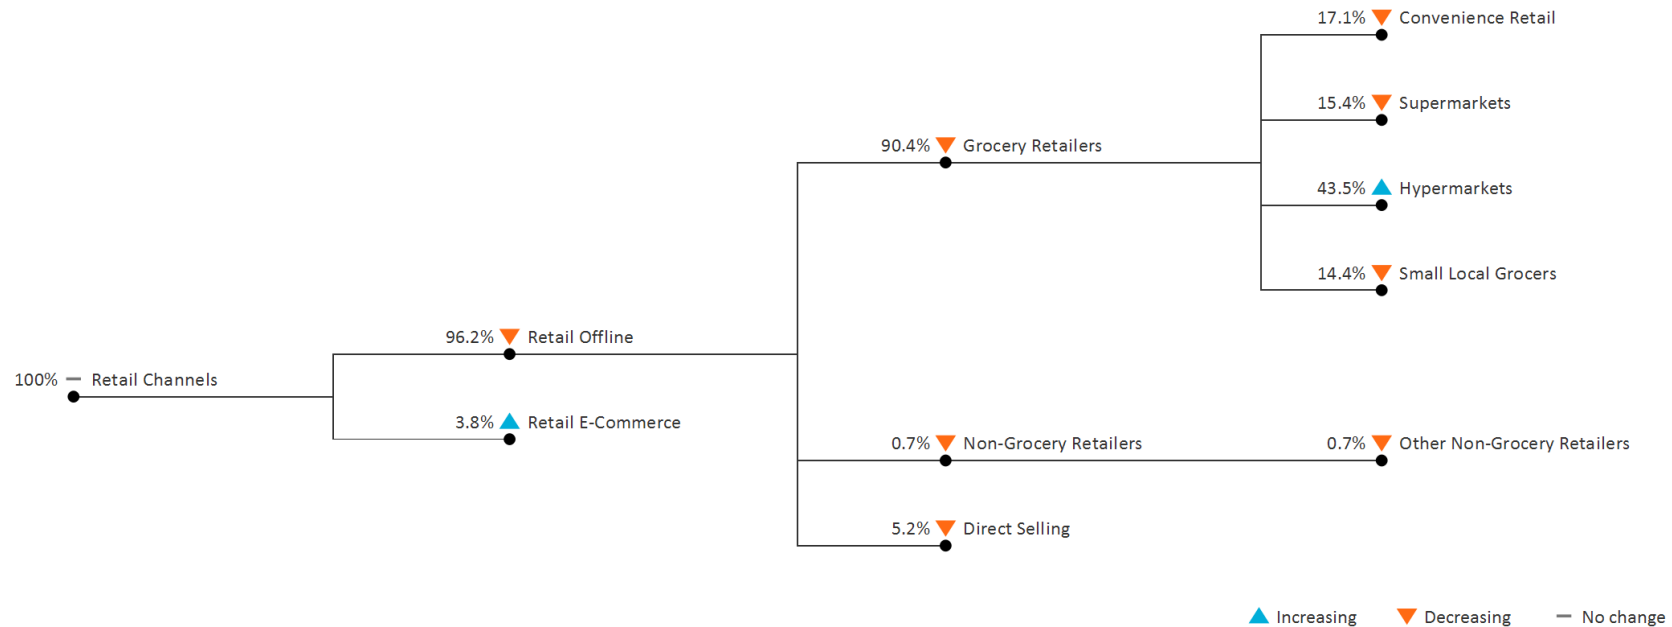 17.1% Convenience Retail
15.4% Supermarkets
90.4% Grocery Retailers
43.5% Hypermarkets
14.4% Small Local Grocers
96.2% Retail Offline
100% Retail Channels
3.8% Retail E-Commerce
0.7% Non-Grocery Retailers
0.7% Other Non-Grocery Retailers
5.2% Direct Selling
Increasing Decreasing No change